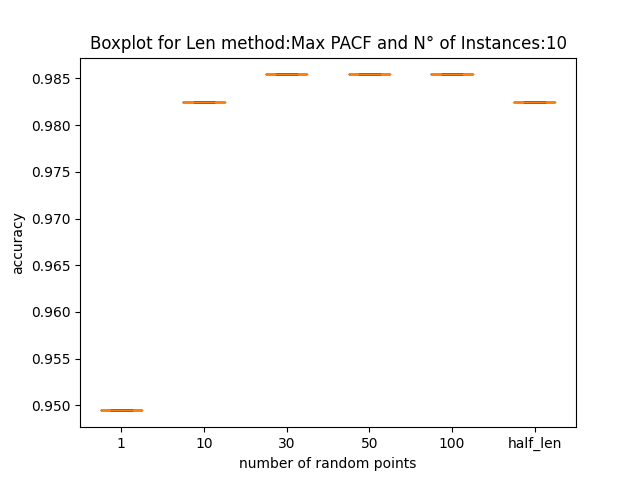 Boxplot for Len method:Max PACF and N° of Instances:10
0.985
0.980
0.975
0.970
0.965
0.960
0.955
0.950
accuracy
1 10 30 50 100 half_len
number of random points